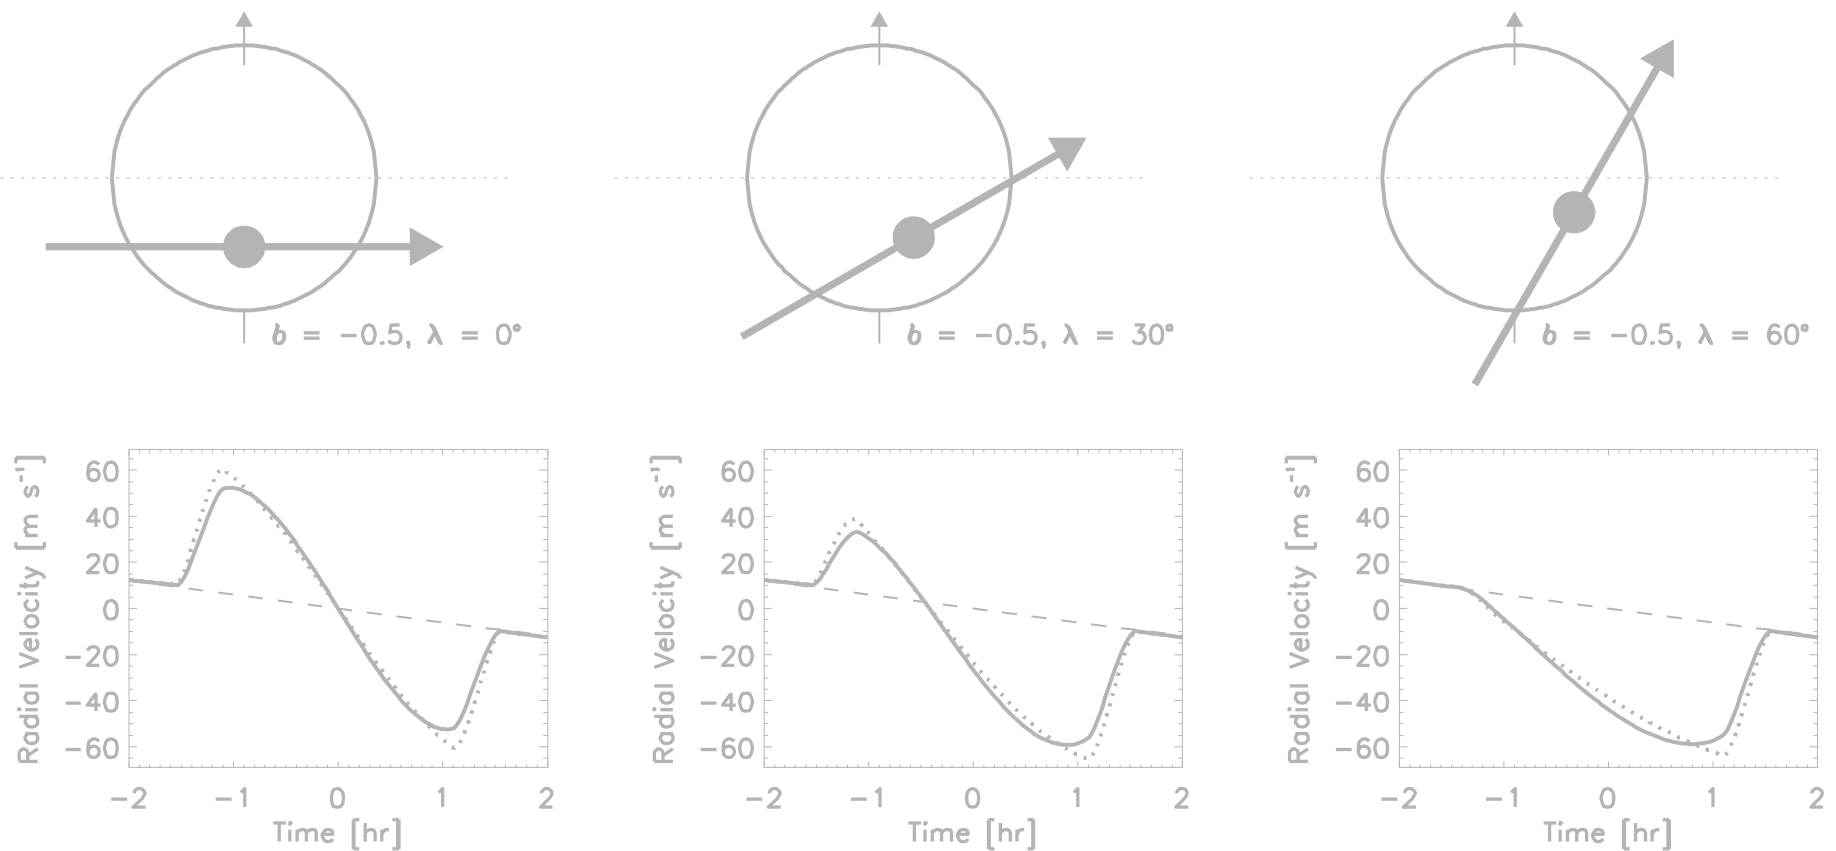 b = −0.5, λ = 0°
b = −0.5, λ = 30°
b = −0.5, λ = 60°
Radial Velocity [m s⁻¹]
60
40
20
0
−20
−40
−60
−2 −1 0 1 2
Time [hr]
Radial Velocity [m s⁻¹]
60
40
20
0
−20
−40
−60
−2 −1 0 1 2
Time [hr]
Radial Velocity [m s⁻¹]
60
40
20
0
−20
−40
−60
−2 −1 0 1 2
Time [hr]